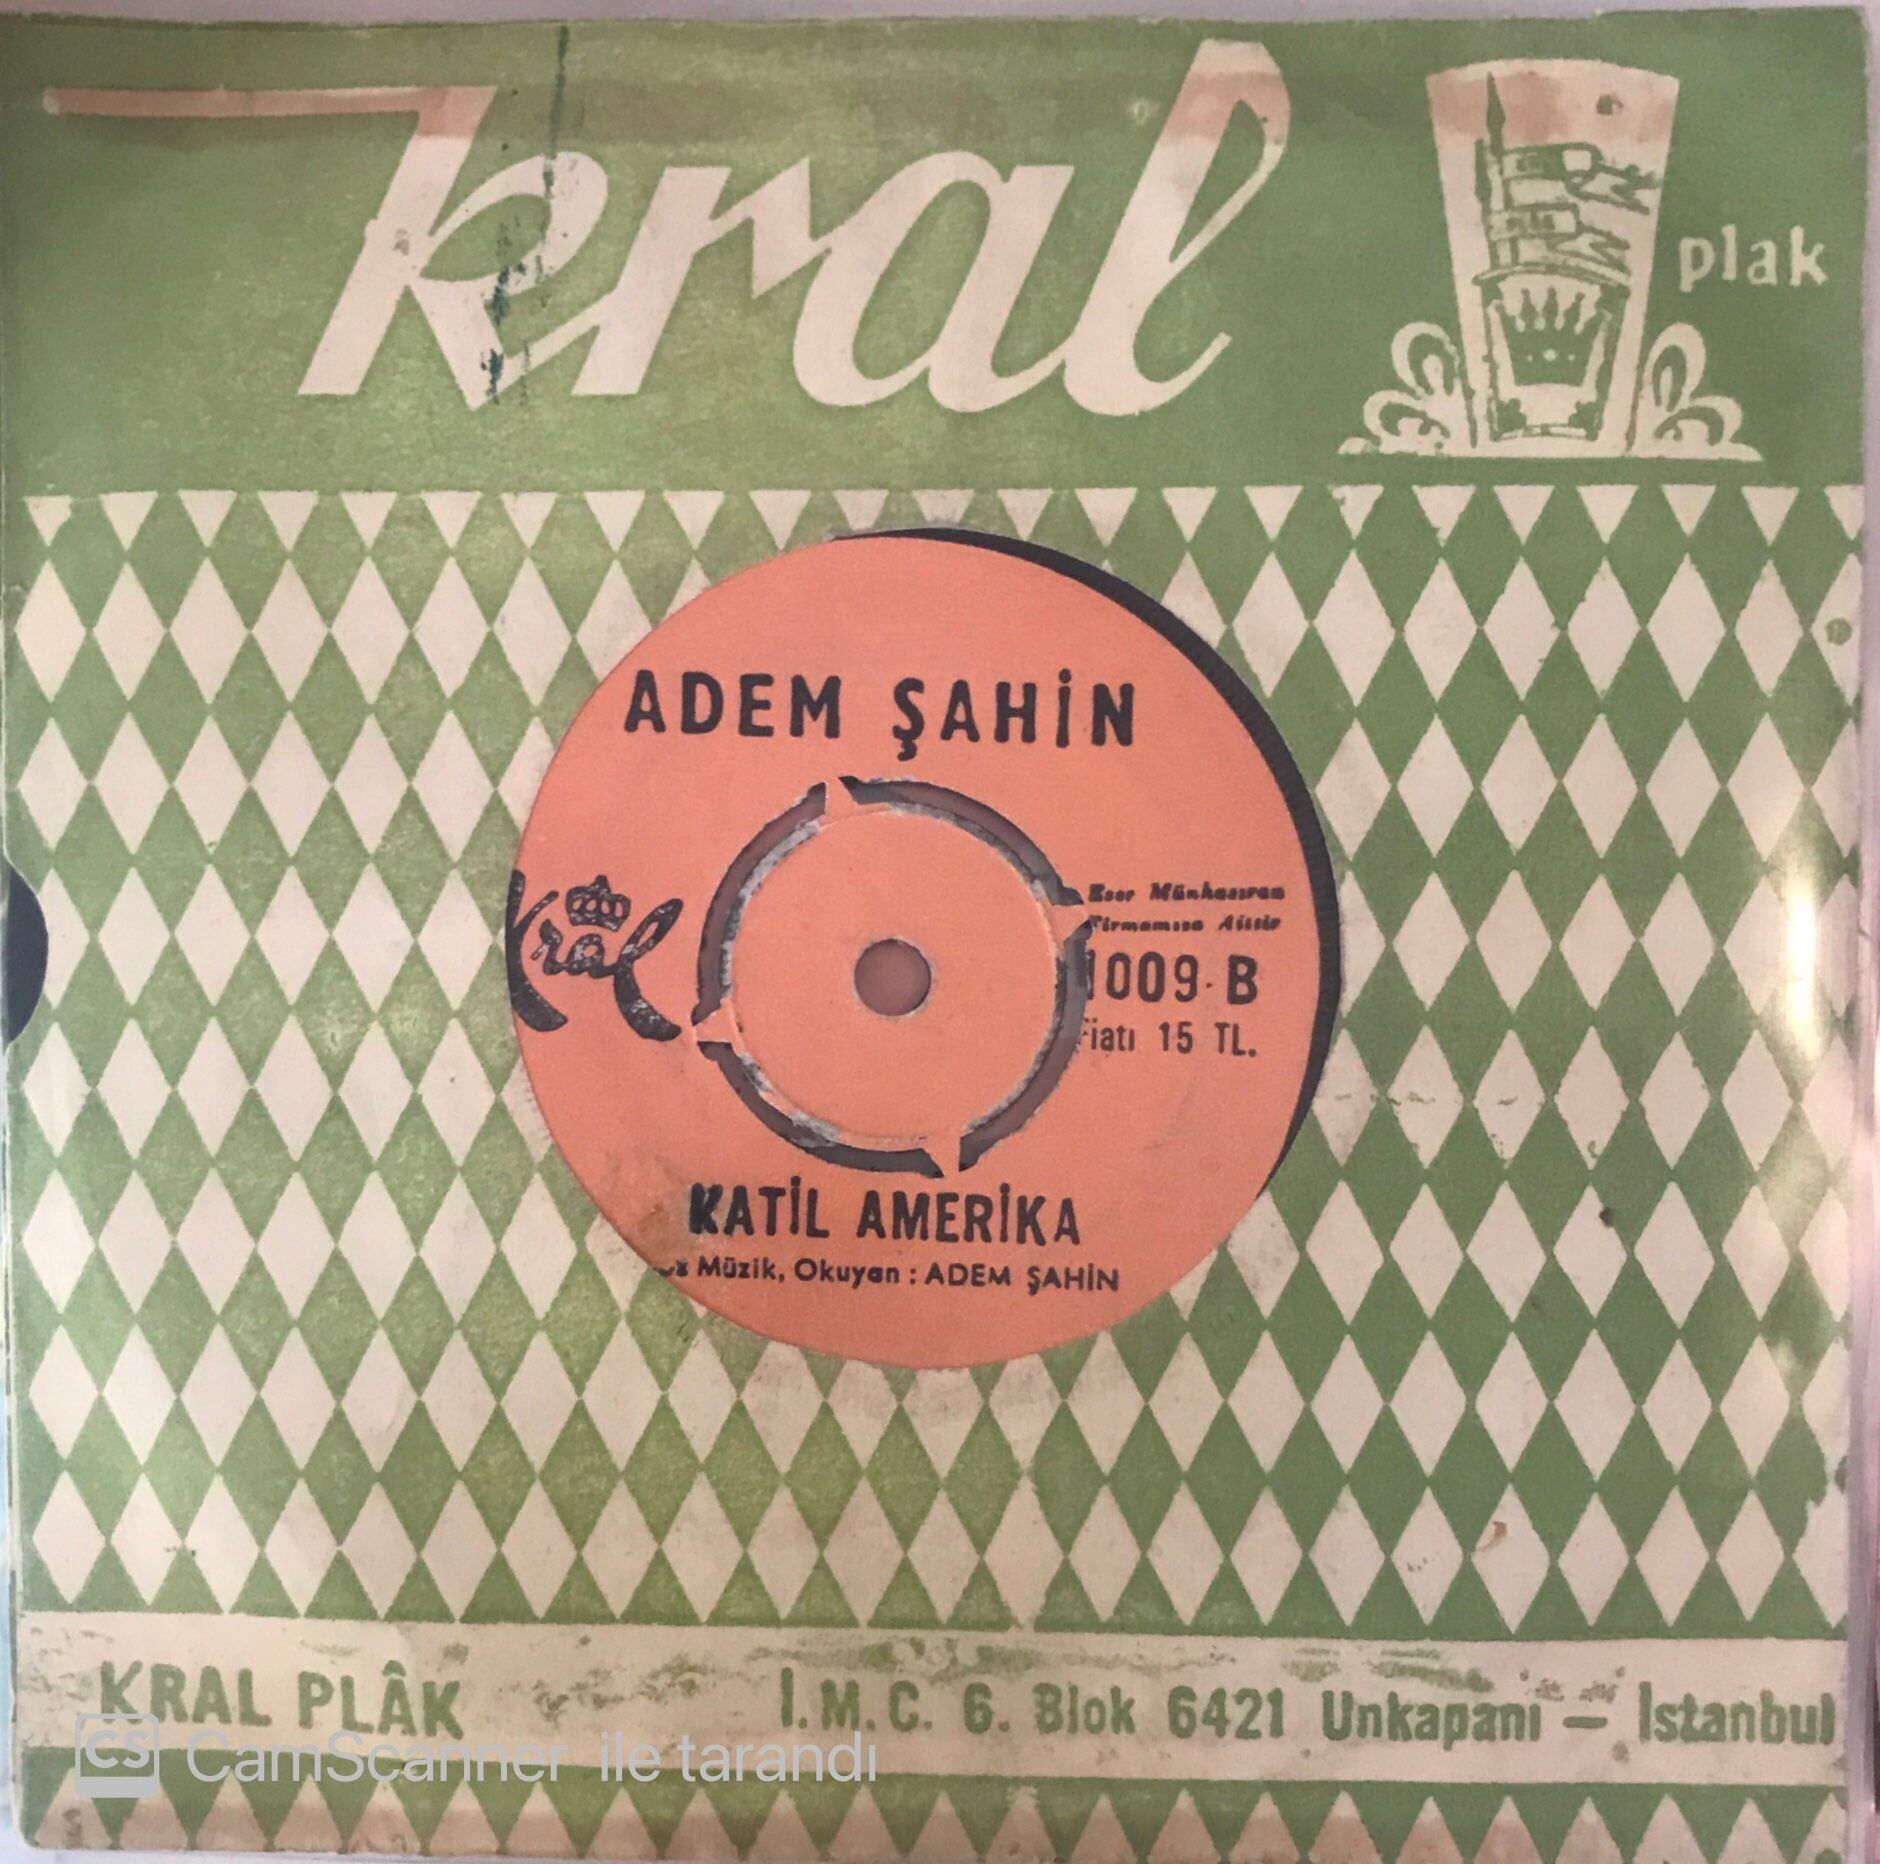 kral
plak
ADEM ŞAHİN
Kral
Eser Münhasıran
Firmamıza Aittir
1009-B
Fiatı 15 TL.
KATİL AMERİKA
Müzik, Okuyan : ADEM ŞAHİN
KRAL PLÂK İ.M.C. 6. Blok 6421 Unkapanı — İstanbul
CS CamScanner ile tarandı